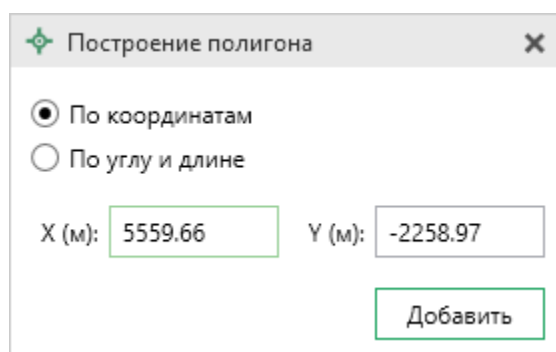 Построение полигона
По координатам
По углу и длине
X (м): 5559.66 Y (м): -2258.97
Добавить